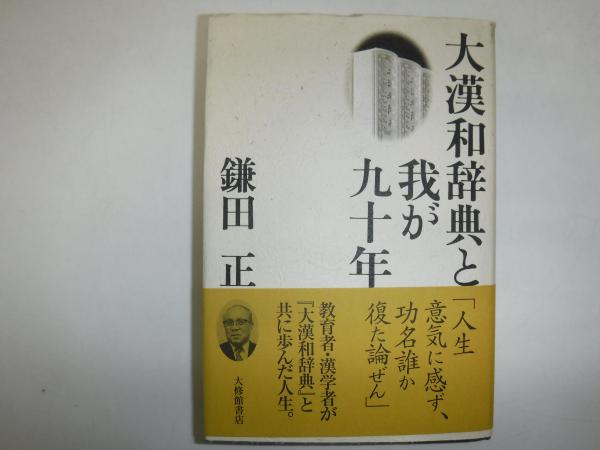 大漢和辞典と
我が
九十年
鎌田 正
「人生
意気に感ず、
功名誰か
復た論ぜん」
教育者・漢学者が
『大漢和辞典』と
共に歩んだ人生。
大修館書店